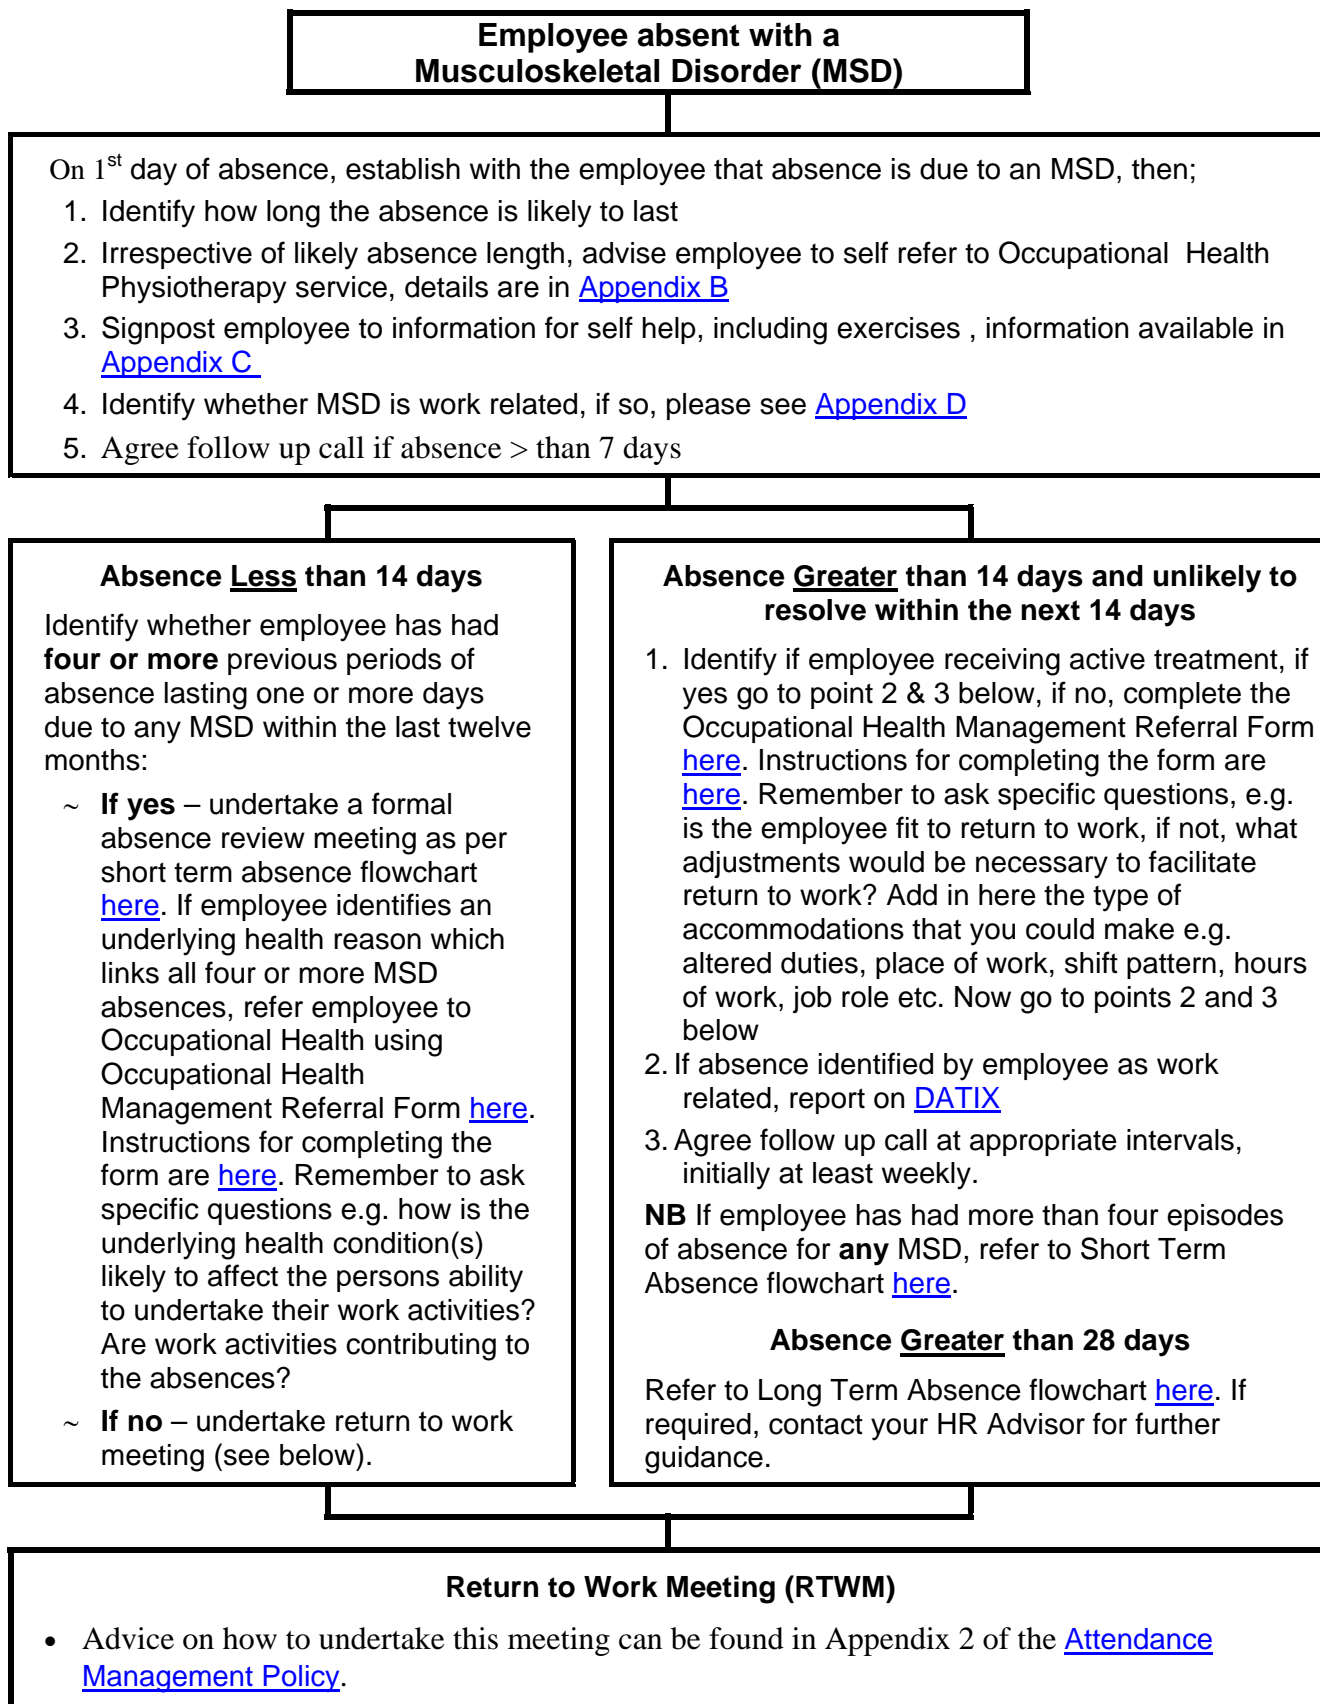 Employee absent with a
Musculoskeletal Disorder (MSD)
On 1st day of absence, establish with the employee that absence is due to an MSD, then;
1. Identify how long the absence is likely to last
2. Irrespective of likely absence length, advise employee to self refer to Occupational Health
Physiotherapy service, details are in Appendix B
3. Signpost employee to information for self help, including exercises , information available in
Appendix C
4. Identify whether MSD is work related, if so, please see Appendix D
5. Agree follow up call if absence > than 7 days
Absence Less than 14 days
Identify whether employee has had
four or more previous periods of
absence lasting one or more days
due to any MSD within the last twelve
months:
~ If yes – undertake a formal
absence review meeting as per
short term absence flowchart
here. If employee identifies an
underlying health reason which
links all four or more MSD
absences, refer employee to
Occupational Health using
Occupational Health
Management Referral Form here.
Instructions for completing the
form are here. Remember to ask
specific questions e.g. how is the
underlying health condition(s)
likely to affect the persons ability
to undertake their work activities?
Are work activities contributing to
the absences?
~ If no – undertake return to work
meeting (see below).
Absence Greater than 14 days and unlikely to
resolve within the next 14 days
1. Identify if employee receiving active treatment, if
yes go to point 2 & 3 below, if no, complete the
Occupational Health Management Referral Form
here. Instructions for completing the form are
here. Remember to ask specific questions, e.g.
is the employee fit to return to work, if not, what
adjustments would be necessary to facilitate
return to work? Add in here the type of
accommodations that you could make e.g.
altered duties, place of work, shift pattern, hours
of work, job role etc. Now go to points 2 and 3
below
2. If absence identified by employee as work
related, report on DATIX
3. Agree follow up call at appropriate intervals,
initially at least weekly.
NB If employee has had more than four episodes
of absence for any MSD, refer to Short Term
Absence flowchart here.
Absence Greater than 28 days
Refer to Long Term Absence flowchart here. If
required, contact your HR Advisor for further
guidance.
Return to Work Meeting (RTWM)
• Advice on how to undertake this meeting can be found in Appendix 2 of the Attendance
Management Policy.